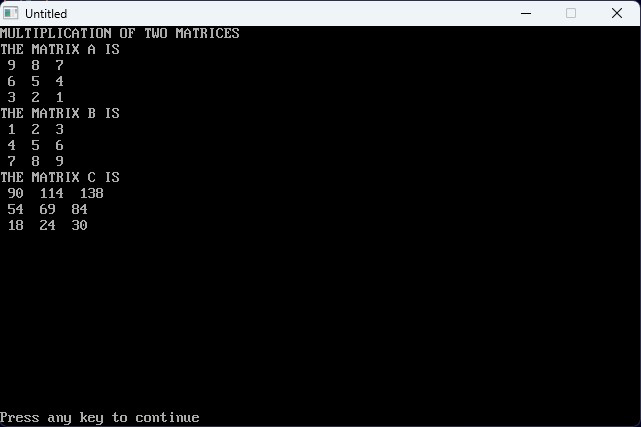 Untitled
MULTIPLICATION OF TWO MATRICES
THE MATRIX A IS
9 8 7
6 5 4
3 2 1
THE MATRIX B IS
1 2 3
4 5 6
7 8 9
THE MATRIX C IS
90 114 138
54 69 84
18 24 30
Press any key to continue